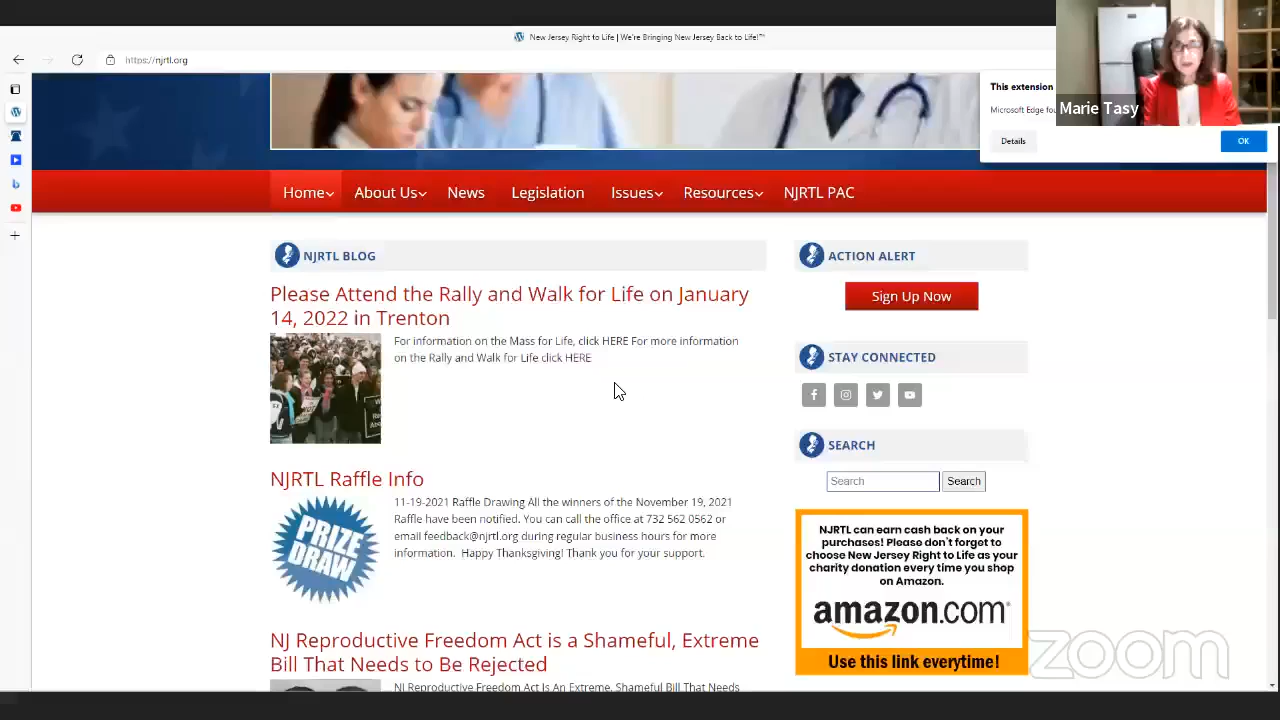 New Jersey Right to Life | We're Bringing New Jersey Back to Life!™
https://njrtl.org
This extension
Microsoft Edge fou
Marie Tasy
Details
OK
Home
About Us
News
Legislation
Issues
Resources
NJRTL PAC
NJRTL BLOG
Please Attend the Rally and Walk for Life on January
14, 2022 in Trenton
For information on the Mass for Life, click HERE For more information
on the Rally and Walk for Life click HERE
NJRTL Raffle Info
PRIZE
DRAW
11-19-2021 Raffle Drawing All the winners of the November 19, 2021
Raffle have been notified. You can call the office at 732 562 0562 or
email feedback@njrtl.org during regular business hours for more
information. Happy Thanksgiving! Thank you for your support.
NJ Reproductive Freedom Act is a Shameful, Extreme
Bill That Needs to Be Rejected
NJ Reproductive Freedom Act Is An Extreme, Shameful Bill That Needs
ACTION ALERT
Sign Up Now
STAY CONNECTED
SEARCH
Search
Search
NJRTL can earn cash back on your
purchases! Please don't forget to
choose New Jersey Right to Life as your
charity donation every time you shop
on Amazon.
amazon.com
Use this link everytime!
zoom